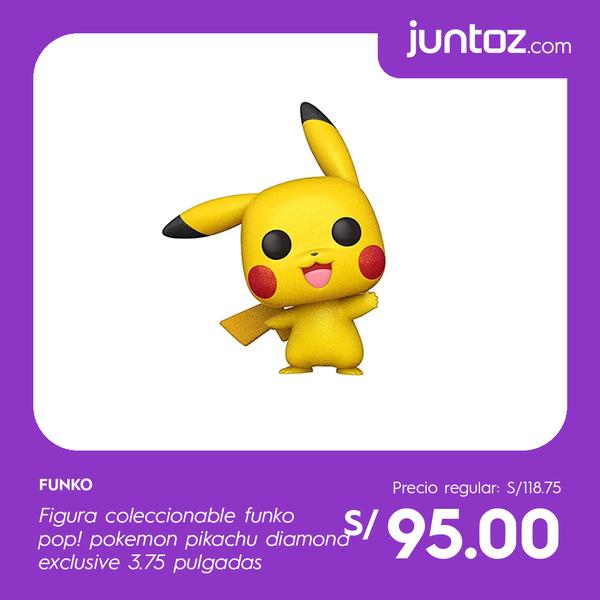 juntoz.com
FUNKO
Figura coleccionable funko
pop! pokemon pikachu diamond
exclusive 3.75 pulgadas
Precio regular: S/118.75
S/ 95.00